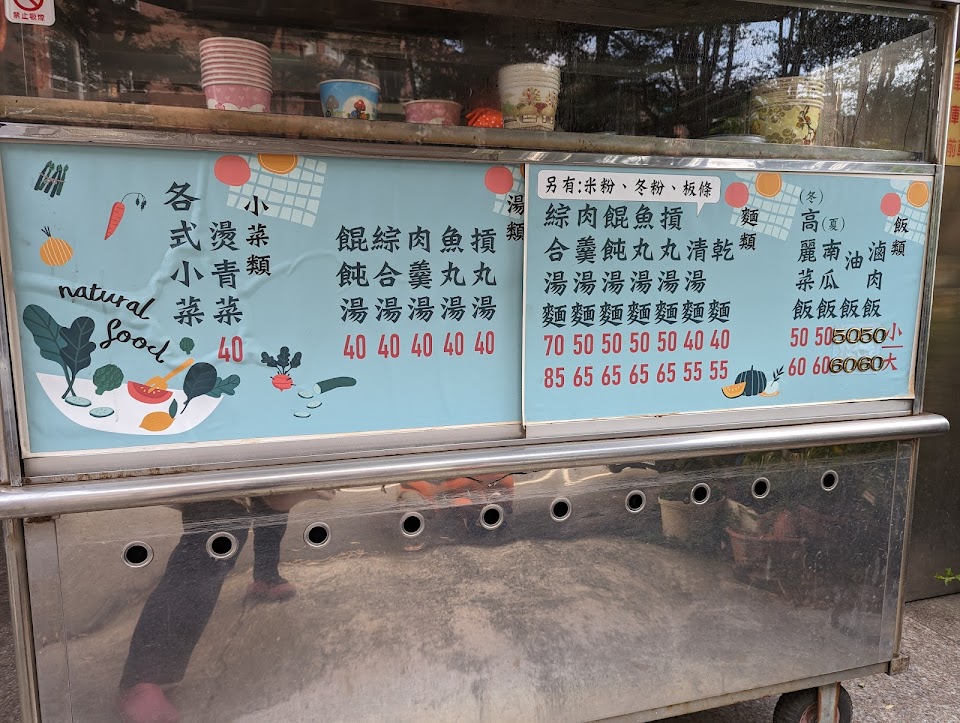 禁止吸煙
飯類
滷肉飯
油飯
(夏)南瓜飯
(冬)高麗菜飯
50 50 50 50 小
60 60 60 60 大
另有:米粉、冬粉、板條
麵類
乾麵
清湯麵
摃丸湯麵
魚丸湯麵
餛飩湯麵
肉羹湯麵
綜合湯麵
70 50 50 50 50 40 40
85 65 65 65 65 55 55
湯類
摃丸湯
魚丸湯
肉羹湯
綜合湯
餛飩湯
40 40 40 40 40
小菜類
燙青菜
40
各式小菜
natural
food.